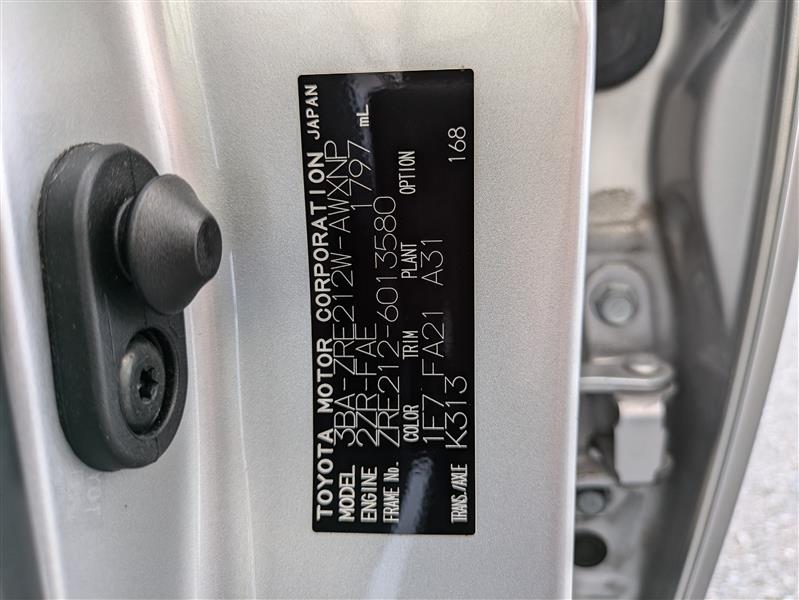 TOYOTA MOTOR CORPORATION JAPAN
MODEL 3BA-ZRE212W-AWXNP
ENGINE 2ZR-FAE 1797 mL
FRAME No. ZRE212-6013580
COLOR TRIM PLANT OPTION
1F7 FA21 A31 168
TRANS./AXLE K313